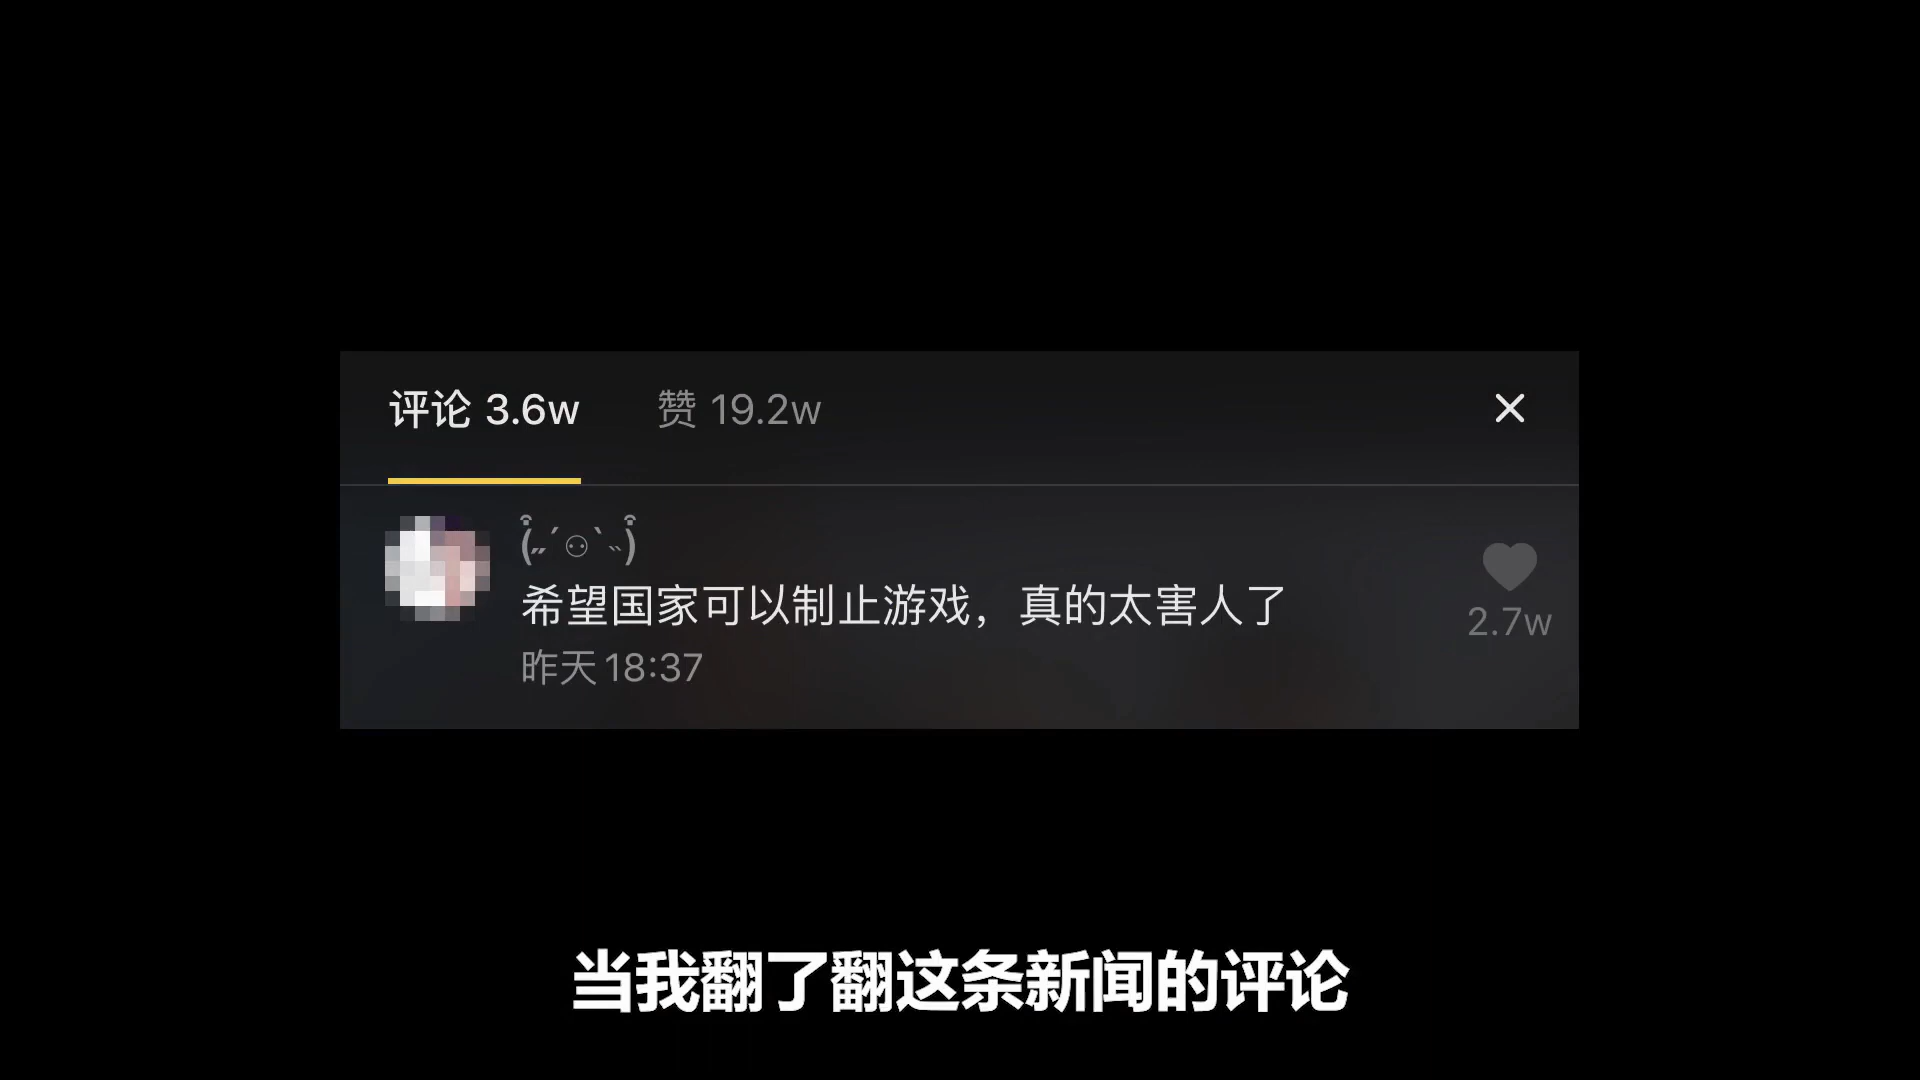 评论 3.6w 赞 19.2w
希望国家可以制止游戏，真的太害人了
2.7w
昨天18:37
当我翻了翻这条新闻的评论